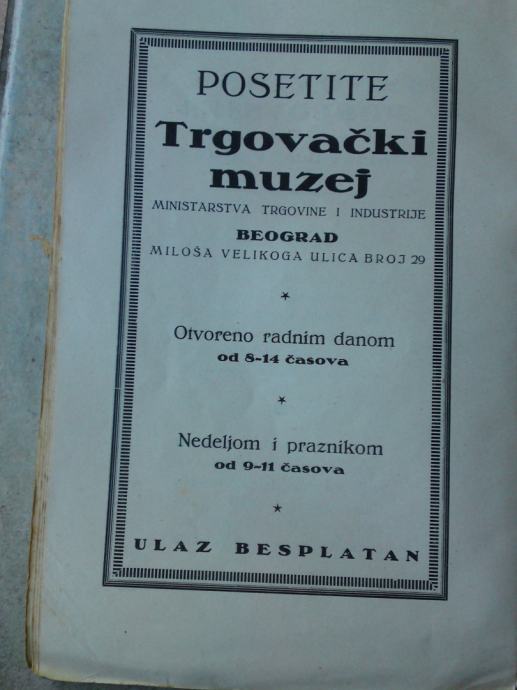 POSETITE
Trgovački
muzej
MINISTARSTVA TRGOVINE I INDUSTRIJE
BEOGRAD
MILOŠA VELIKOGA ULICA BROJ 29
Otvoreno radnim danom
od 8-14 časova
Nedeljom i praznikom
od 9-11 časova
ULAZ BESPLATAN